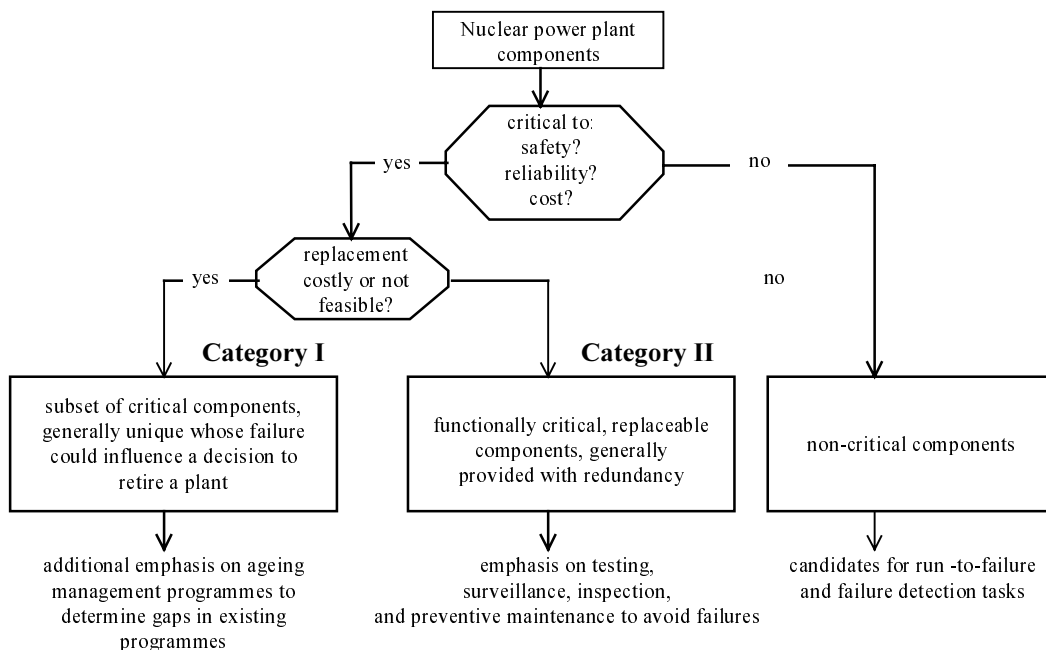 Nuclear power plant
components
critical to:
safety?
reliability?
cost?
yes
no
replacement
costly or not
feasible?
yes
no
Category I
Category II
subset of critical components,
generally unique whose failure
could influence a decision to
retire a plant
functionally critical, replaceable
components, generally
provided with redundancy
non-critical components
additional emphasis on ageing
management programmes to
determine gaps in existing
programmes
emphasis on testing,
surveillance, inspection,
and preventive maintenance to avoid failures
candidates for run -to-failure
and failure detection tasks